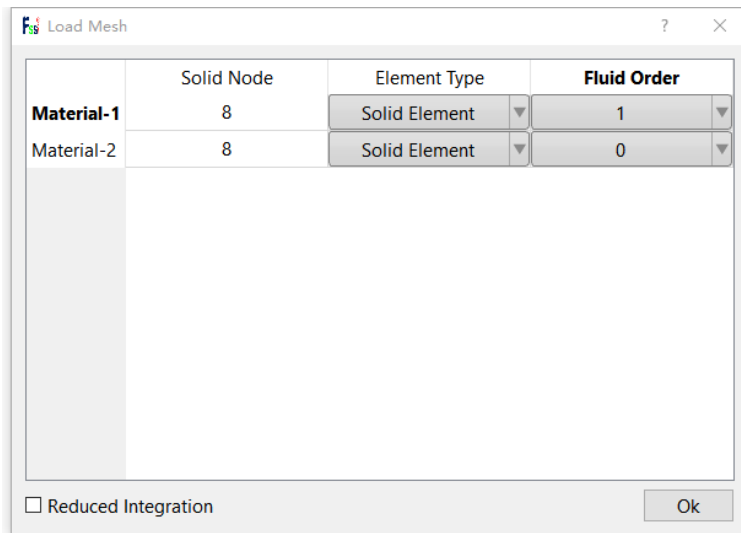 Fssi Load Mesh ?
Solid Node Element Type Fluid Order
Material-1 8 Solid Element 1
Material-2 8 Solid Element 0
Reduced Integration Ok